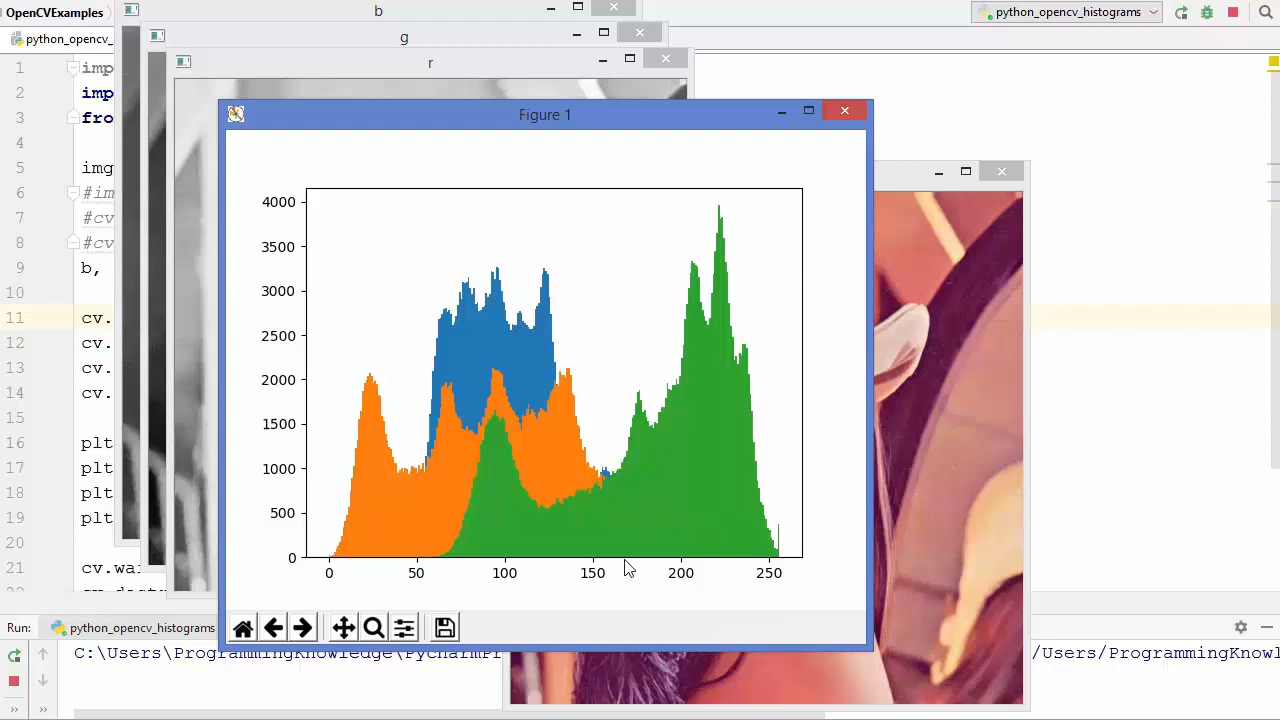 OpenCVExamples
b
python_opencv_histograms
python_opencv_
g
r
Figure 1
1
imp
2
imp
3
fro
4
5
img
6
#im
7
#cv
8
#cv
9
b,
10
11
cv.
12
cv.
13
cv.
14
cv.
15
16
plt
17
plt
18
plt
19
plt
20
21
cv.wai
22
4000
3500
3000
2500
2000
1500
1000
500
0
0 50 100 150 200 250
Run: python_opencv_histograms
C:\Users\ProgrammingKnowledge\PycharmPr
/Users/ProgrammingKnowl